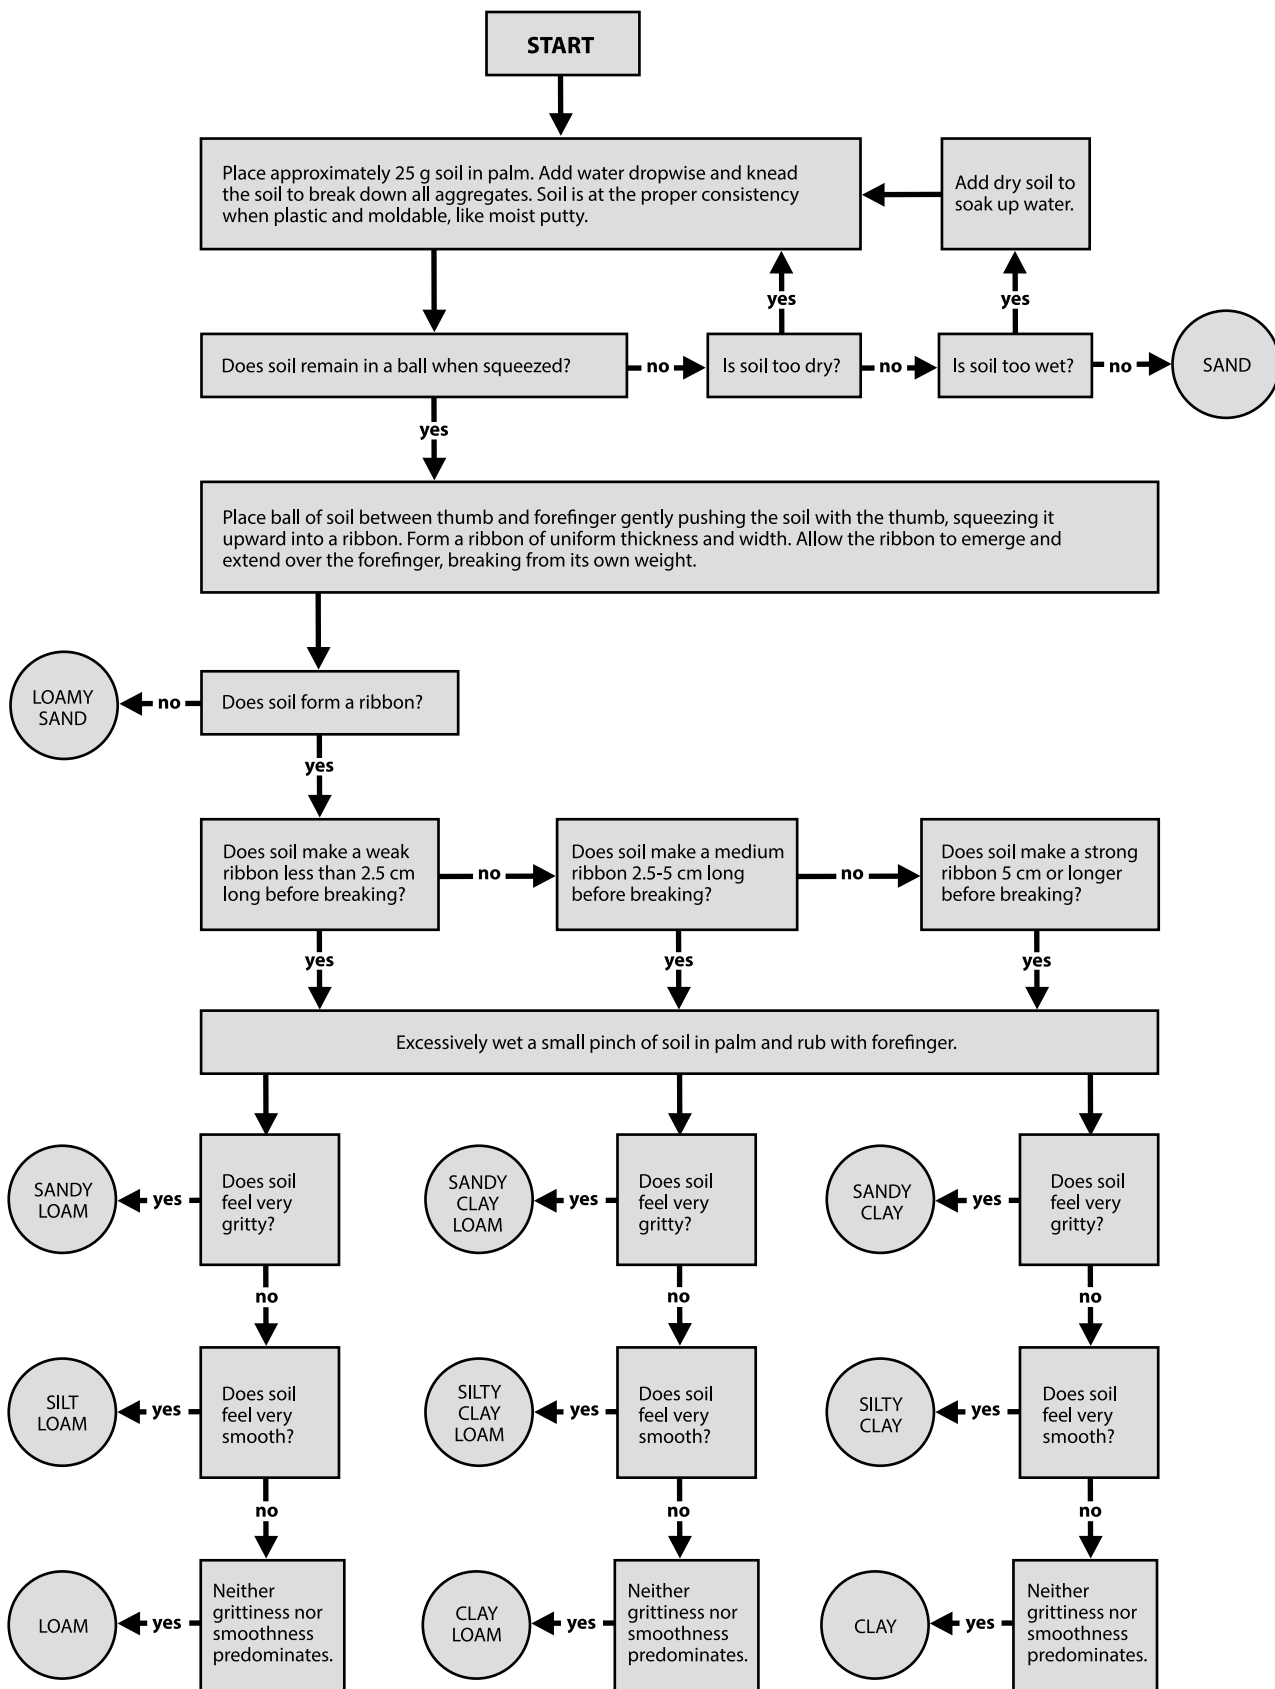 START
Place approximately 25 g soil in palm. Add water dropwise and knead
the soil to break down all aggregates. Soil is at the proper consistency
when plastic and moldable, like moist putty.
Add dry soil to
soak up water.
yes
yes
Does soil remain in a ball when squeezed?
no
Is soil too dry?
no
Is soil too wet?
no
SAND
yes
Place ball of soil between thumb and forefinger gently pushing the soil with the thumb, squeezing it
upward into a ribbon. Form a ribbon of uniform thickness and width. Allow the ribbon to emerge and
extend over the forefinger, breaking from its own weight.
LOAMY
SAND
no
Does soil form a ribbon?
yes
Does soil make a weak
ribbon less than 2.5 cm
long before breaking?
no
Does soil make a medium
ribbon 2.5-5 cm long
before breaking?
no
Does soil make a strong
ribbon 5 cm or longer
before breaking?
yes
yes
yes
Excessively wet a small pinch of soil in palm and rub with forefinger.
SANDY
LOAM
yes
Does soil
feel very
gritty?
SANDY
CLAY
LOAM
yes
Does soil
feel very
gritty?
SANDY
CLAY
yes
Does soil
feel very
gritty?
no
no
no
SILT
LOAM
yes
Does soil
feel very
smooth?
SILTY
CLAY
LOAM
yes
Does soil
feel very
smooth?
SILTY
CLAY
yes
Does soil
feel very
smooth?
no
no
no
LOAM
yes
Neither
grittiness nor
smoothness
predominates.
CLAY
LOAM
yes
Neither
grittiness nor
smoothness
predominates.
CLAY
yes
Neither
grittiness nor
smoothness
predominates.